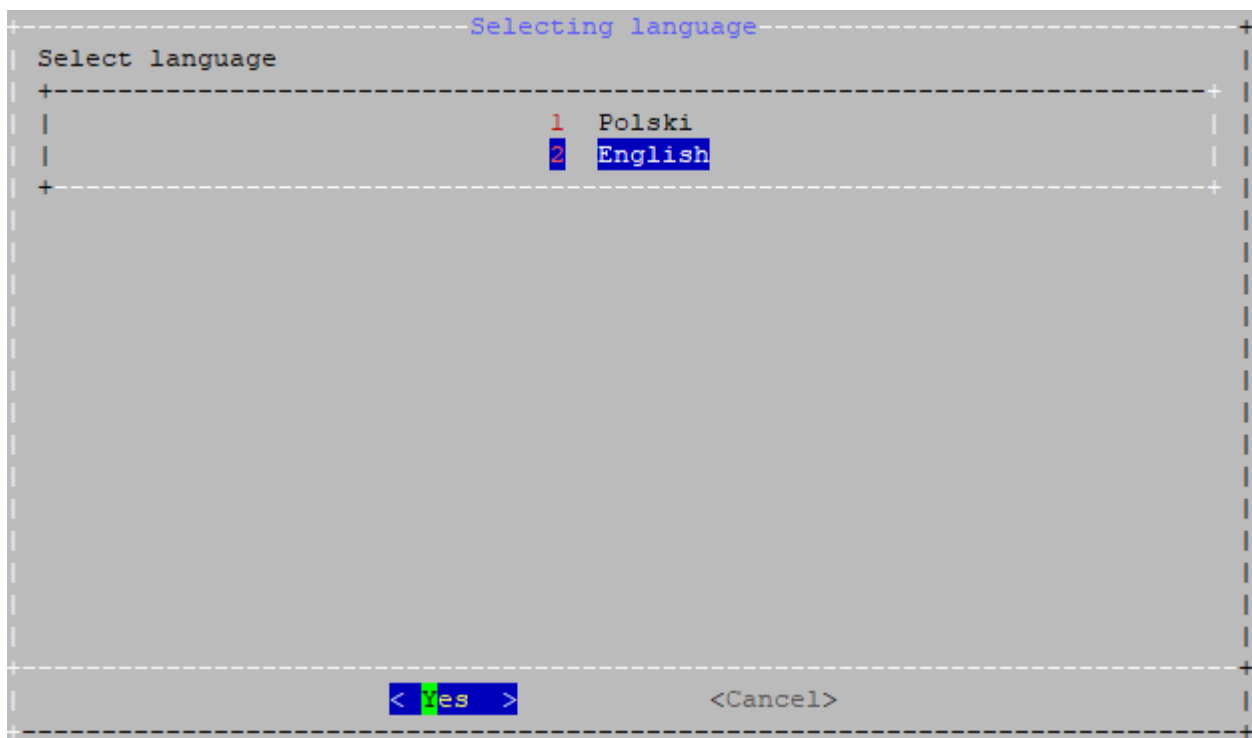 Selecting language
Select language
1 Polski
2 English
< Yes > <Cancel>